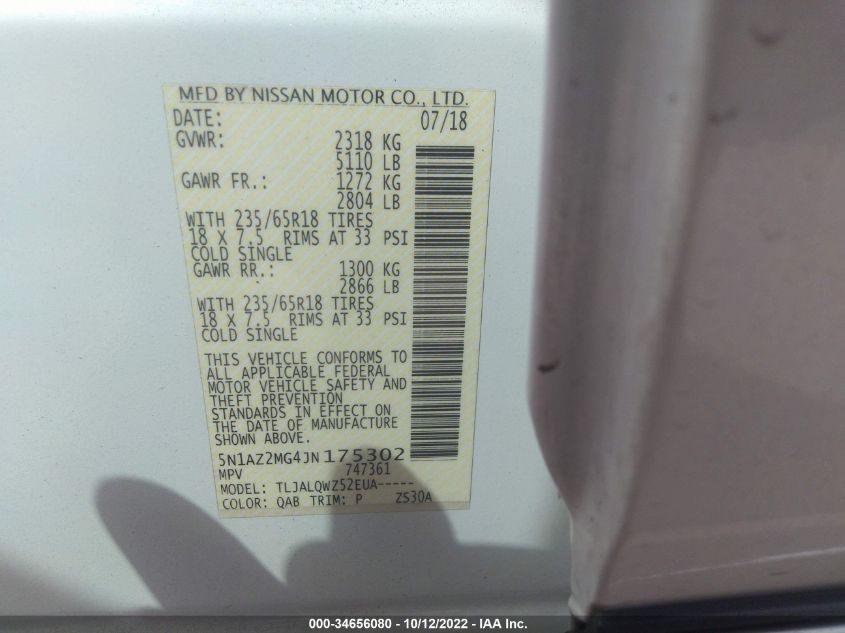 MFD BY NISSAN MOTOR CO., LTD.
DATE: 07/18
GVWR: 2318 KG
5110 LB
GAWR FR.: 1272 KG
2804 LB
WITH 235/65R18 TIRES
18 X 7.5 RIMS AT 33 PSI
COLD SINGLE
GAWR RR.: 1300 KG
2866 LB
WITH 235/65R18 TIRES
18 X 7.5 RIMS AT 33 PSI
COLD SINGLE
THIS VEHICLE CONFORMS TO
ALL APPLICABLE FEDERAL
MOTOR VEHICLE SAFETY AND
THEFT PREVENTION
STANDARDS IN EFFECT ON
THE DATE OF MANUFACTURE
SHOWN ABOVE.
5N1AZ2MG4JN175302
MPV 747361
MODEL: TLJALQWZ52EUA-----
COLOR: QAB TRIM: P ZS30A
000-34656080 - 10/12/2022 - IAA Inc.